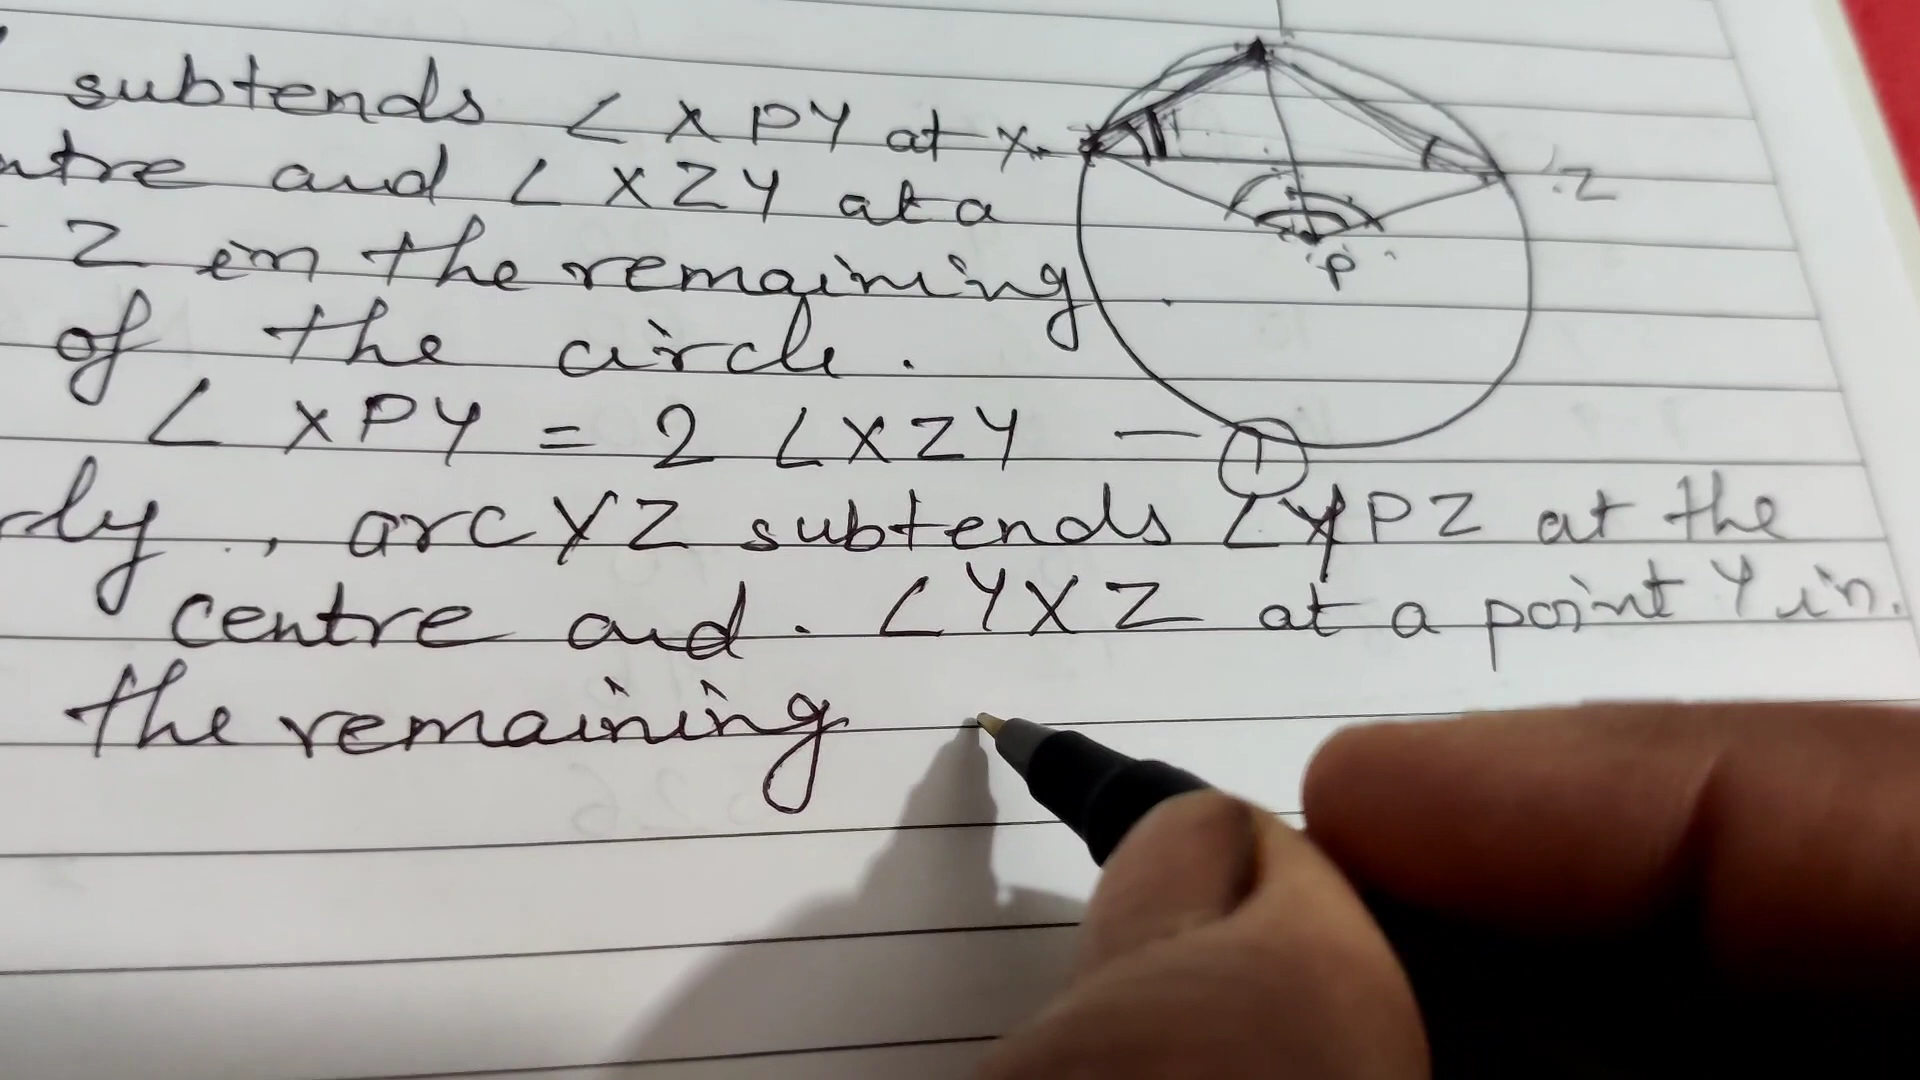 subtends ∠XPY at
ntre and ∠XZY at a
Z in the remaining
of the circle.
∠XPY = 2 ∠XZY — 1
rly, arc YZ subtends ∠YPZ at the
centre and ∠YXZ at a point Y in
the remaining
X
Z
P